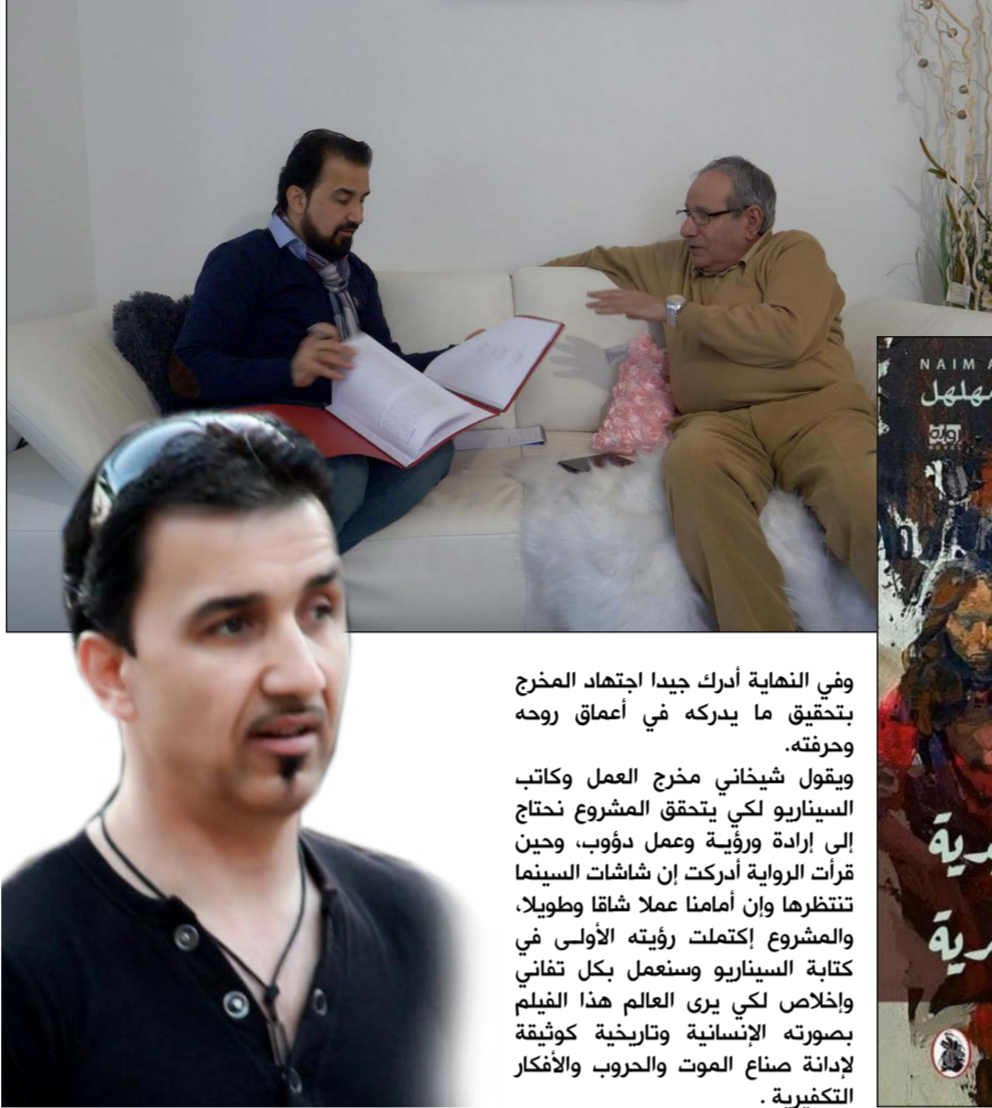 NAIM A
مهلهل
NOVEL
وفي النهاية أدرك جيدا اجتهاد المخرج
بتحقيق ما يدركه في أعماق روحه
وحرفته.
ويقول شيخاني مخرج العمل وكاتب
السيناريو لكي يتحقق المشروع نحتاج
إلى إرادة ورؤية وعمل دؤوب، وحين
قرأت الرواية أدركت إن شاشات السينما
تنتظرها وإن أمامنا عملا شاقا وطويلا،
والمشروع إكتملت رؤيته الأولى في
كتابة السيناريو وسنعمل بكل تفاني
وإخلاص لكي يرى العالم هذا الفيلم
بصورته الإنسانية وتاريخية كوثيقة
لإدانة صناع الموت والحروب والأفكار
التكفيرية .